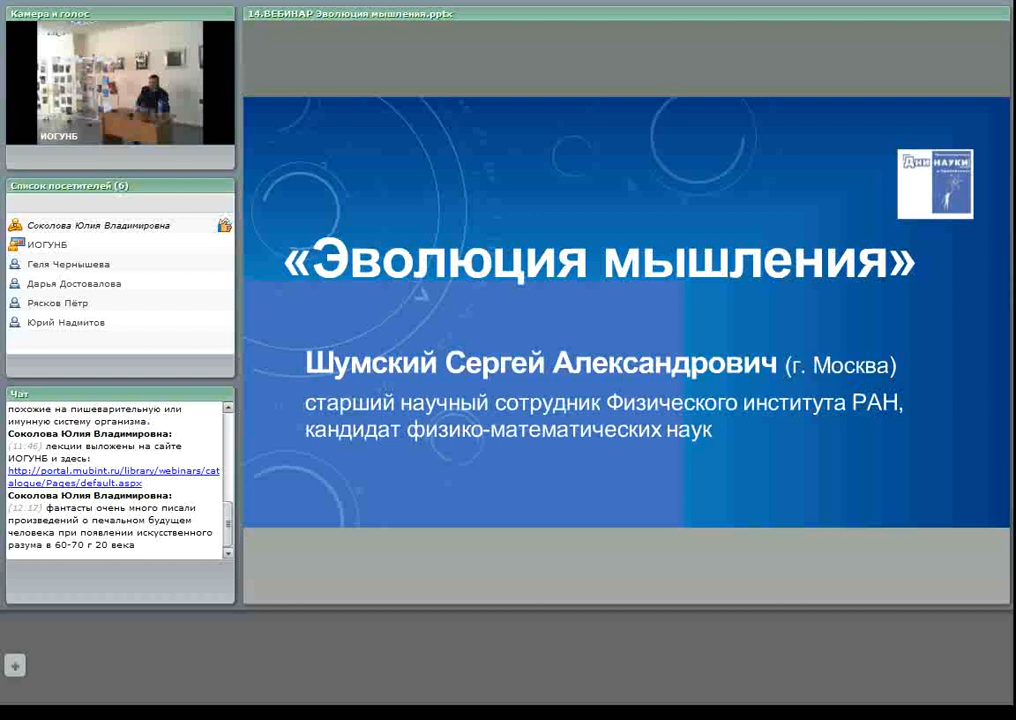 Камера и голос
ИОГУНБ
Список посетителей (6)
Соколова Юлия Владимировна
ИОГУНБ
Геля Чернышева
Дарья Достовалова
Рясков Пётр
Юрий Надмитов
Чат
похожие на пишеварительную или
имунную систему организма.
Соколова Юлия Владимировна:
(11:46) лекции выложены на сайте
ИОГУНБ и здесь:
http://portal.mubint.ru/library/webinars/cat
alogue/Pages/default.aspx
Соколова Юлия Владимировна:
(12:17) фантасты очень много писали
произведений о печальном будущем
человека при появлении искусственного
разума в 60-70 г 20 века
14.ВЕБИНАР Эволюция мышления.pptx
Дни НАУКИ
«Эволюция мышления»
Шумский Сергей Александрович (г. Москва)
старший научный сотрудник Физического института РАН,
кандидат физико-математических наук